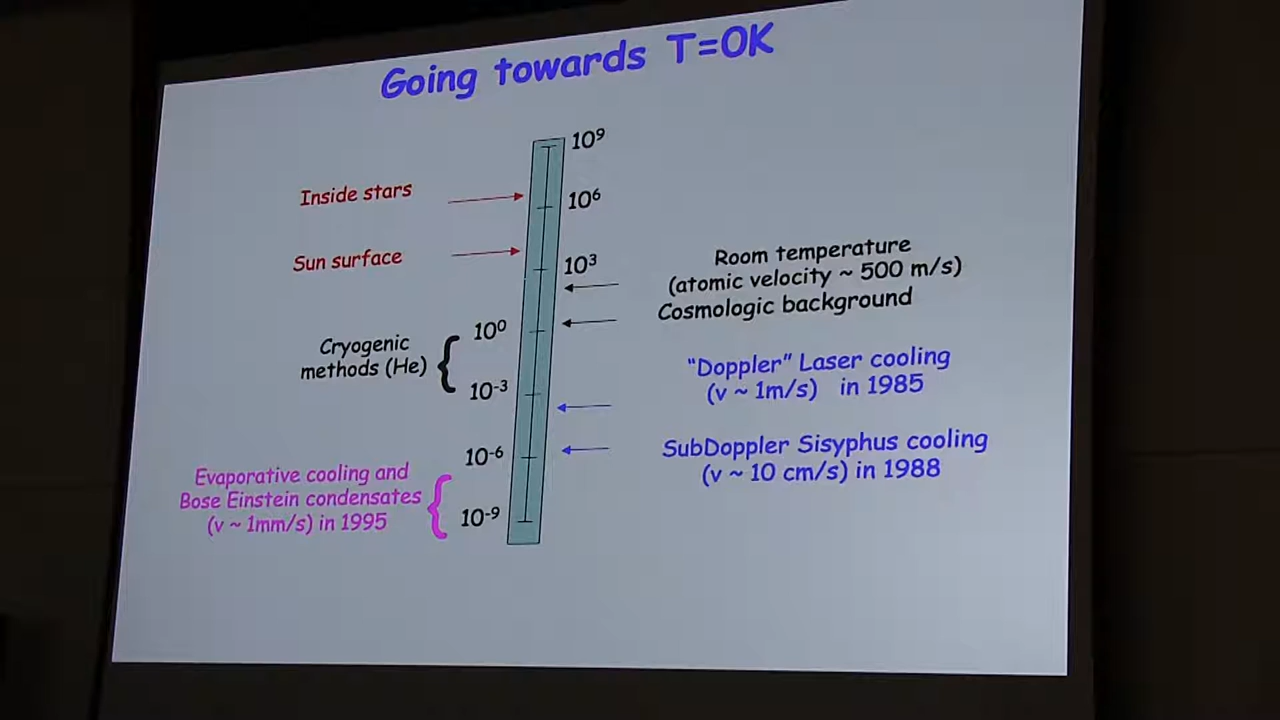 Going towards T=0K
10⁹
Inside stars
10⁶
Sun surface
10³
Room temperature
(atomic velocity ~ 500 m/s)
Cosmologic background
10⁰
Cryogenic
methods (He)
10⁻³
"Doppler" Laser cooling
(v ~ 1m/s) in 1985
10⁻⁶
SubDoppler Sisyphus cooling
(v ~ 10 cm/s) in 1988
Evaporative cooling and
Bose Einstein condensates
(v ~ 1mm/s) in 1995
10⁻⁹